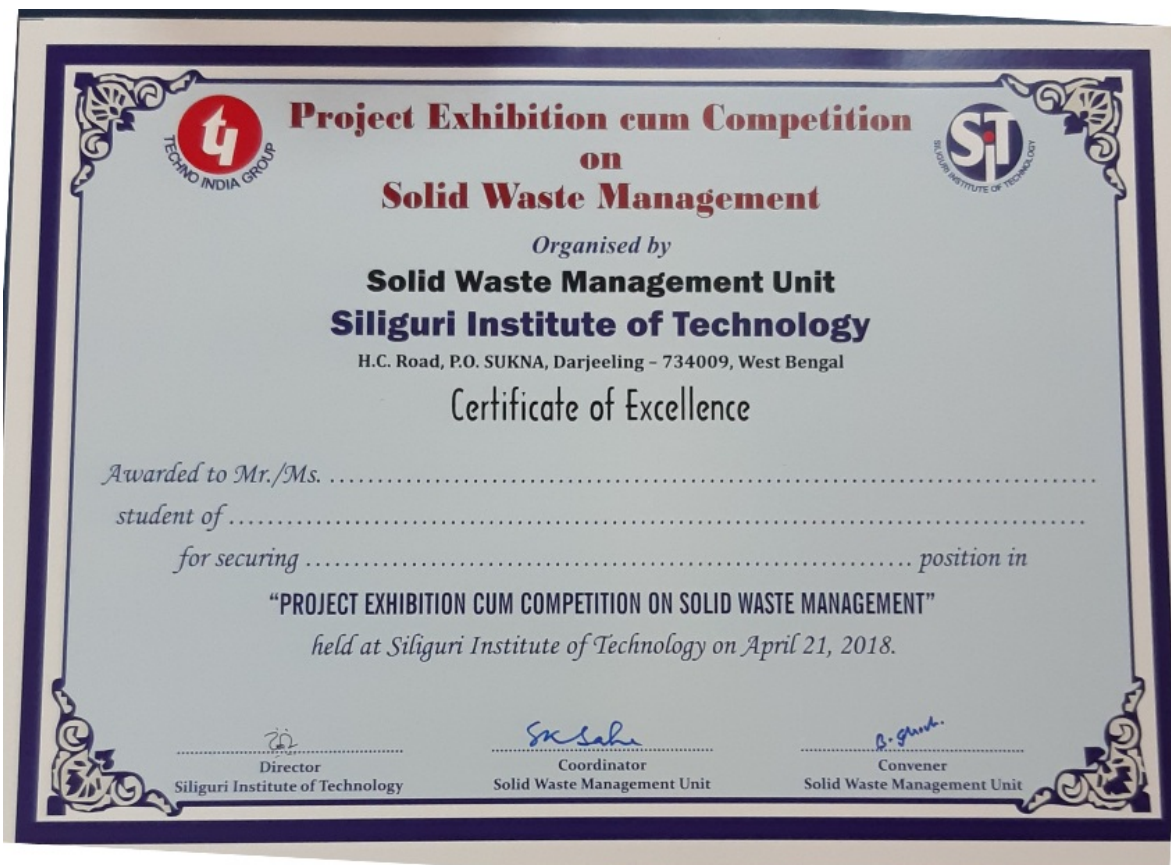 Project Exhibition cum Competition
on
Solid Waste Management
TECHNO INDIA GROUP
SiT
SILIGURI INSTITUTE OF TECHNOLOGY
Organised by
Solid Waste Management Unit
Siliguri Institute of Technology
H.C. Road, P.O. SUKNA, Darjeeling – 734009, West Bengal
Certificate of Excellence
Awarded to Mr./Ms. ....................
student of ....................
for securing .................... position in
“PROJECT EXHIBITION CUM COMPETITION ON SOLID WASTE MANAGEMENT”
held at Siliguri Institute of Technology on April 21, 2018.
SK Saha B. Ghosh.
Director Coordinator Convener
Siliguri Institute of Technology Solid Waste Management Unit Solid Waste Management Unit